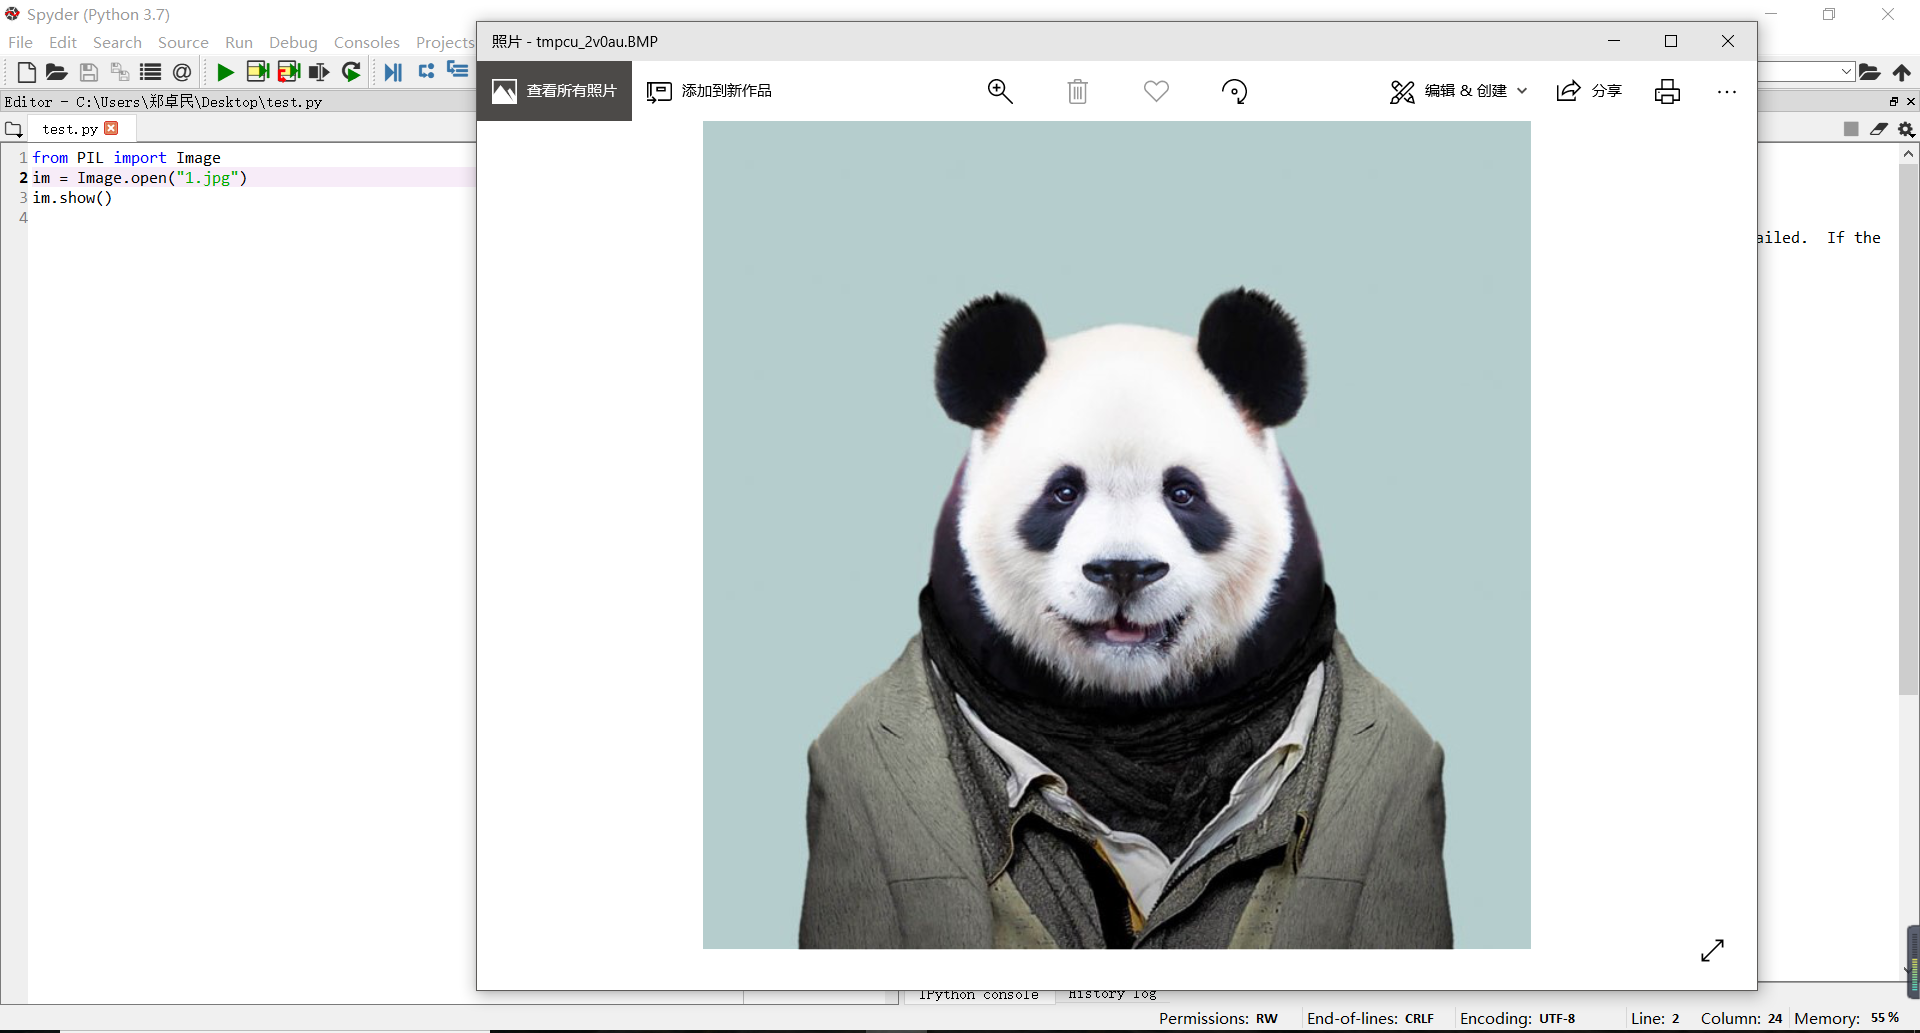 Spyder (Python 3.7)
File Edit Search Source Run Debug Consoles Projects
照片 - tmpcu_2v0au.BMP
查看所有照片 添加到新作品 编辑 & 创建 分享
Editor - C:\Users\郑卓民\Desktop\test.py
test.py
1 from PIL import Image
2 im = Image.open("1.jpg")
3 im.show()
4
ailed. If the
IPython console History log
Permissions: RW End-of-lines: CRLF Encoding: UTF-8 Line: 2 Column: 24 Memory: 55 %